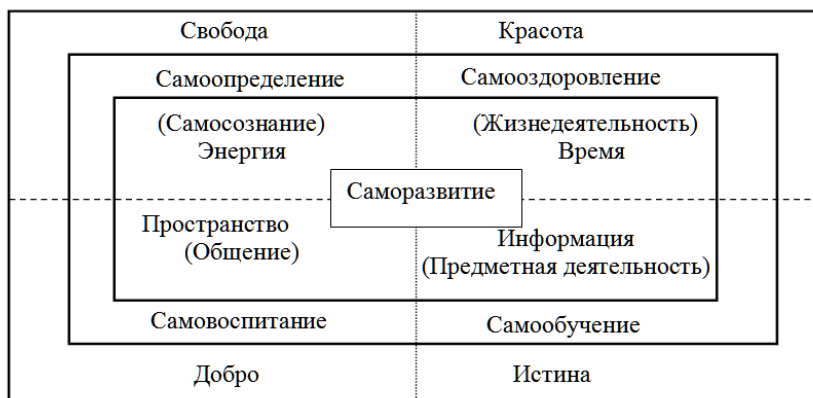 Свобода
Красота
Самоопределение
Самооздоровление
(Самосознание)
Энергия
(Жизнедеятельность)
Время
Саморазвитие
Пространство
(Общение)
Информация
(Предметная деятельность)
Самовоспитание
Самообучение
Добро
Истина